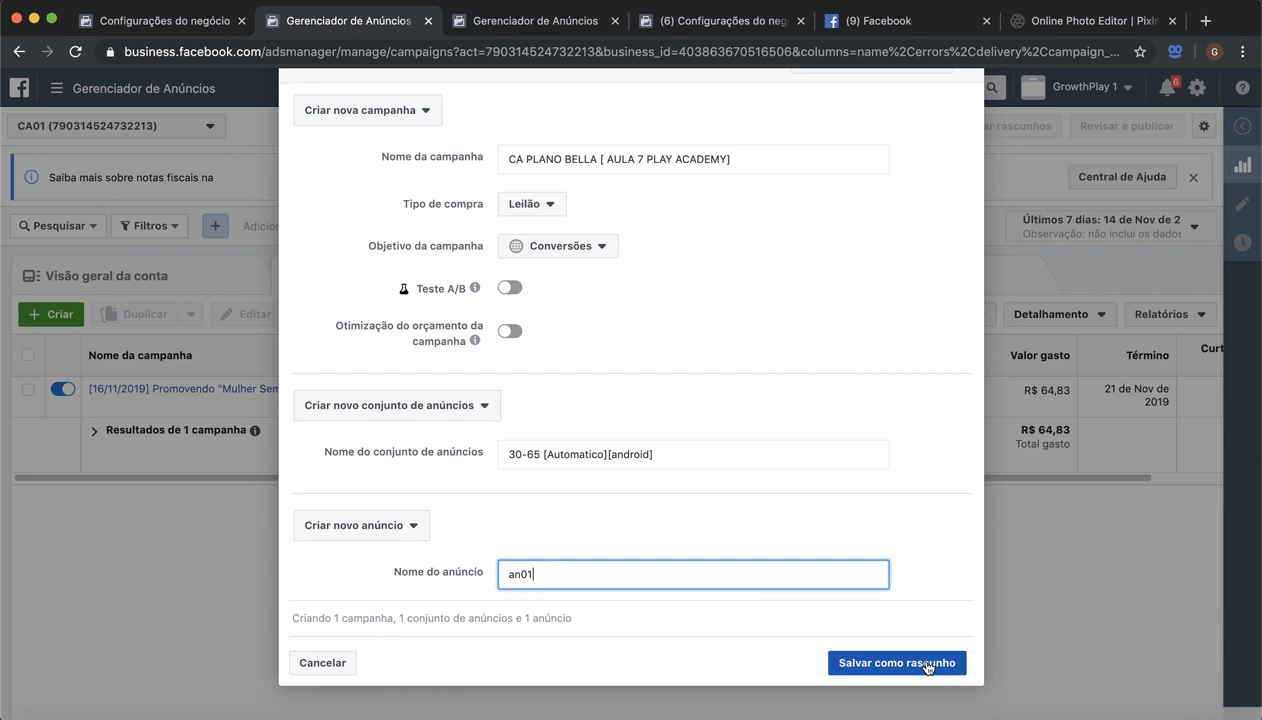 Configurações do negócio
Gerenciador de Anúncios
Gerenciador de Anúncios
(6) Configurações do neg
(9) Facebook
Online Photo Editor | Pixlr
business.facebook.com/adsmanager/manage/campaigns?act=790314524732213&business_id=403863670516506&columns=name%2Cerrors%2Cdelivery%2Ccampaign_...
G
Gerenciador de Anúncios
GrowthPlay 1
6
CA01 (790314524732213)
ar rascunhos
Revisar e publicar
Saiba mais sobre notas fiscais na
Central de Ajuda
Pesquisar
Filtros
Adicion
Últimos 7 dias: 14 de Nov de 2
Observação: não inclui os dados
Visão geral da conta
Criar
Duplicar
Editar
Detalhamento
Relatórios
Nome da campanha
Valor gasto
Término
Curt
[16/11/2019] Promovendo "Mulher Sem
R$ 64,83
21 de Nov de
2019
Resultados de 1 campanha
R$ 64,83
Total gasto
Criar nova campanha
Nome da campanha
CA PLANO BELLA [ AULA 7 PLAY ACADEMY]
Tipo de compra
Leilão
Objetivo da campanha
Conversões
Teste A/B
Otimização do orçamento da
campanha
Criar novo conjunto de anúncios
Nome do conjunto de anúncios
30-65 [Automatico][android]
Criar novo anúncio
Nome do anúncio
an01
Criando 1 campanha, 1 conjunto de anúncios e 1 anúncio
Cancelar
Salvar como rascunho